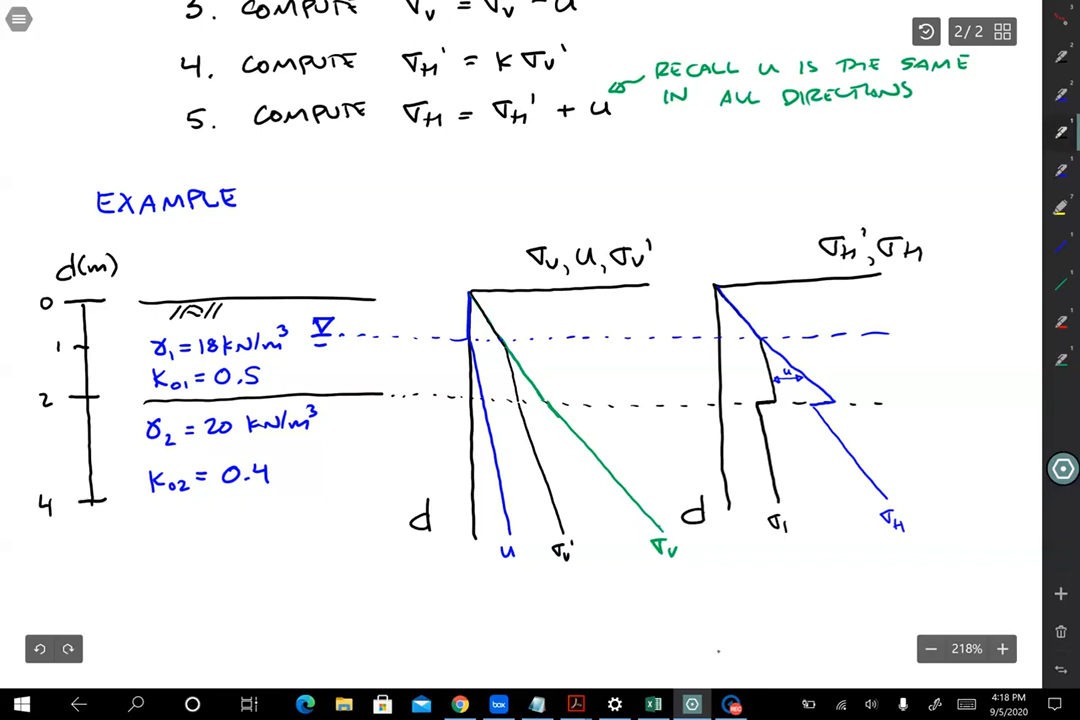 3. COMPUTE σv' = σv - u
2/2
4. COMPUTE σH' = K σv'
RECALL u IS THE SAME
IN ALL DIRECTIONS
5. COMPUTE σH = σH' + u
EXAMPLE
d(m)
σv, u, σv'
σH', σH
0
1
γ1 = 18 kN/m³
K01 = 0.5
u
2
γ2 = 20 kN/m³
K02 = 0.4
4
d
u
σv'
σv
d
σH
218%
REC
4:18 PM
9/5/2020